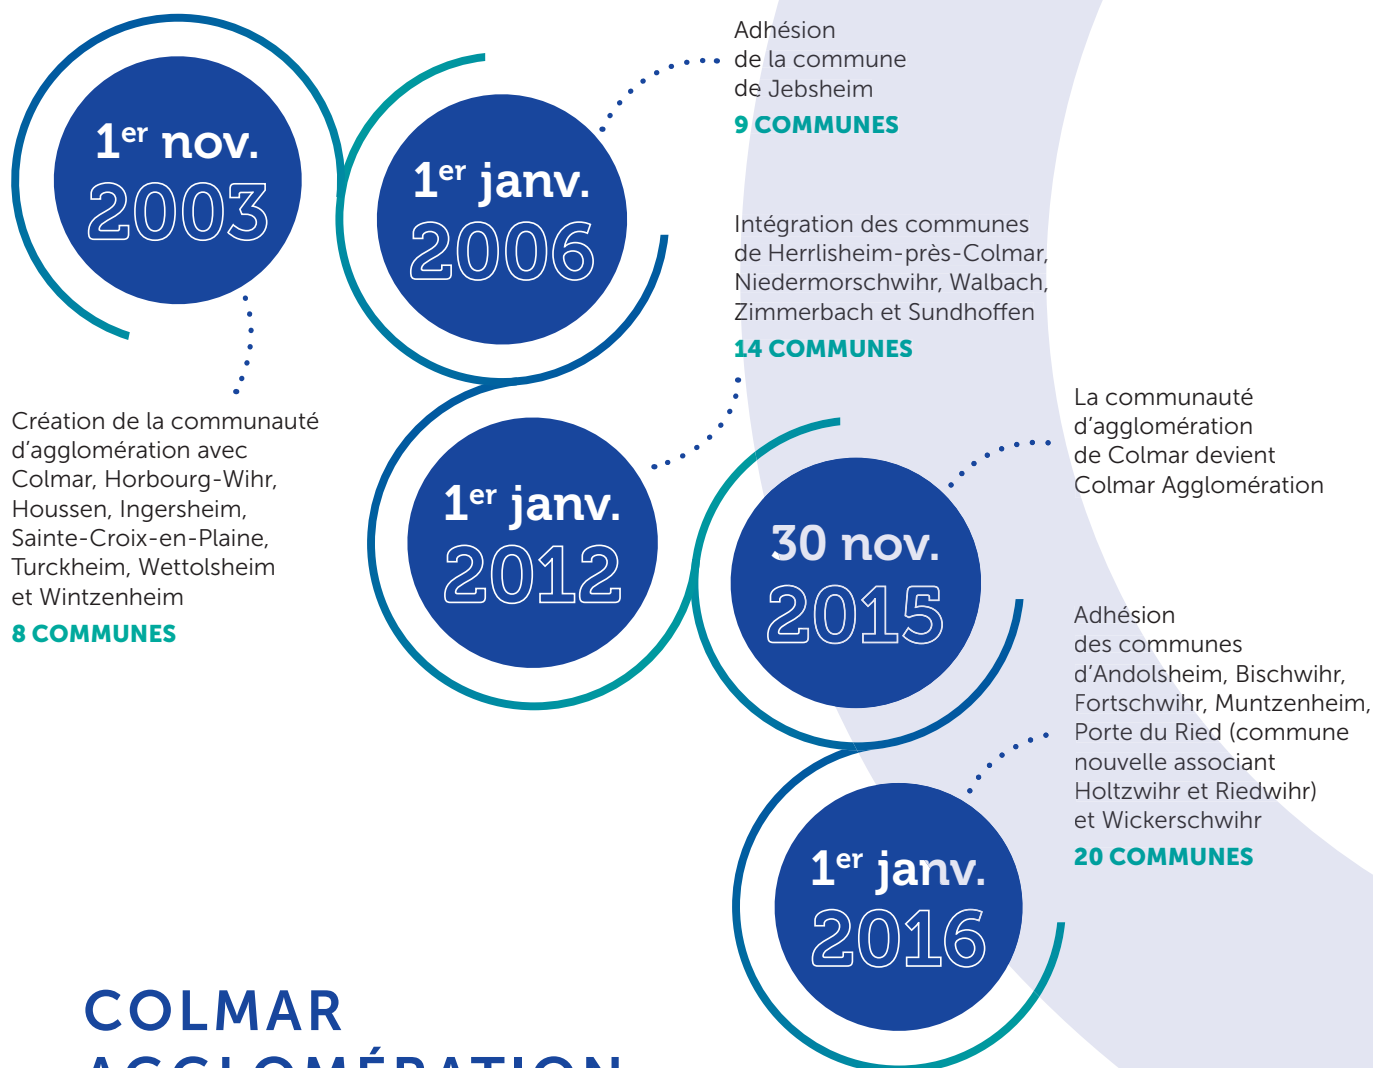 1er nov.
2003
Création de la communauté
d'agglomération avec
Colmar, Horbourg-Wihr,
Houssen, Ingersheim,
Sainte-Croix-en-Plaine,
Turckheim, Wettolsheim
et Wintzenheim
8 COMMUNES
1er janv.
2006
Adhésion
de la commune
de Jebsheim
9 COMMUNES
1er janv.
2012
Intégration des communes
de Herrlisheim-près-Colmar,
Niedermorschwihr, Walbach,
Zimmerbach et Sundhoffen
14 COMMUNES
30 nov.
2015
La communauté
d'agglomération
de Colmar devient
Colmar Agglomération
1er janv.
2016
Adhésion
des communes
d'Andolsheim, Bischwihr,
Fortschwihr, Muntzenheim,
Porte du Ried (commune
nouvelle associant
Holtzwihr et Riedwihr)
et Wickerschwihr
20 COMMUNES
COLMAR
AGGLOMÉRATION